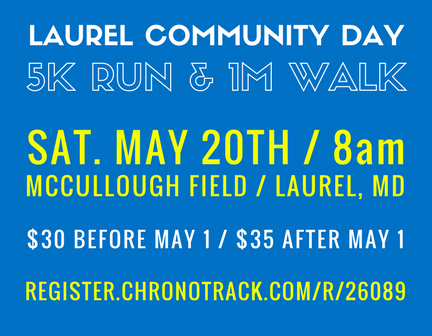 LAUREL COMMUNITY DAY
5K RUN & 1M WALK
SAT. MAY 20TH / 8am
MCCULLOUGH FIELD / LAUREL, MD
$30 BEFORE MAY 1 / $35 AFTER MAY 1
REGISTER.CHRONOTRACK.COM/R/26089